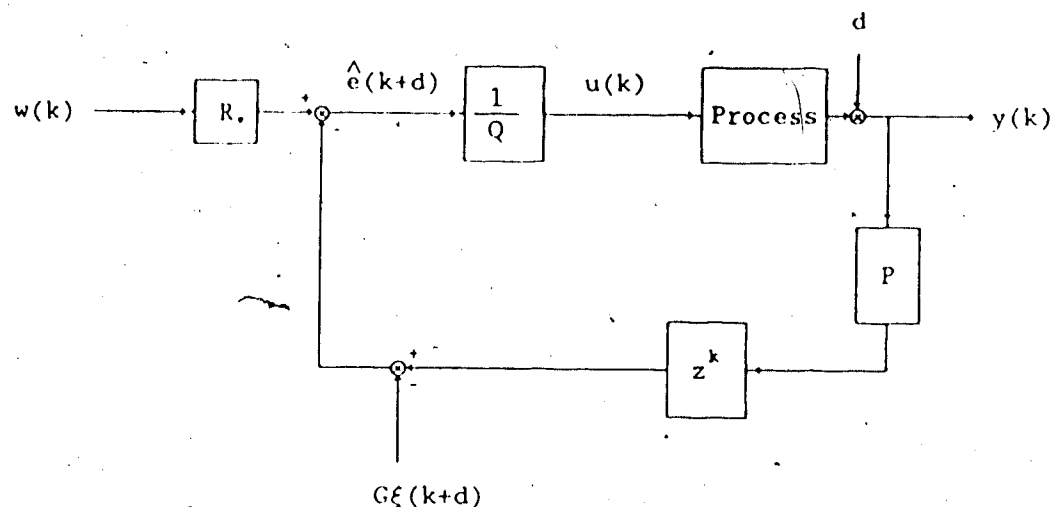 d
ê(k+d)
w(k)
R.
+
1
Q
u(k)
Process
y(k)
P
z^k
+
-
Gξ(k+d)